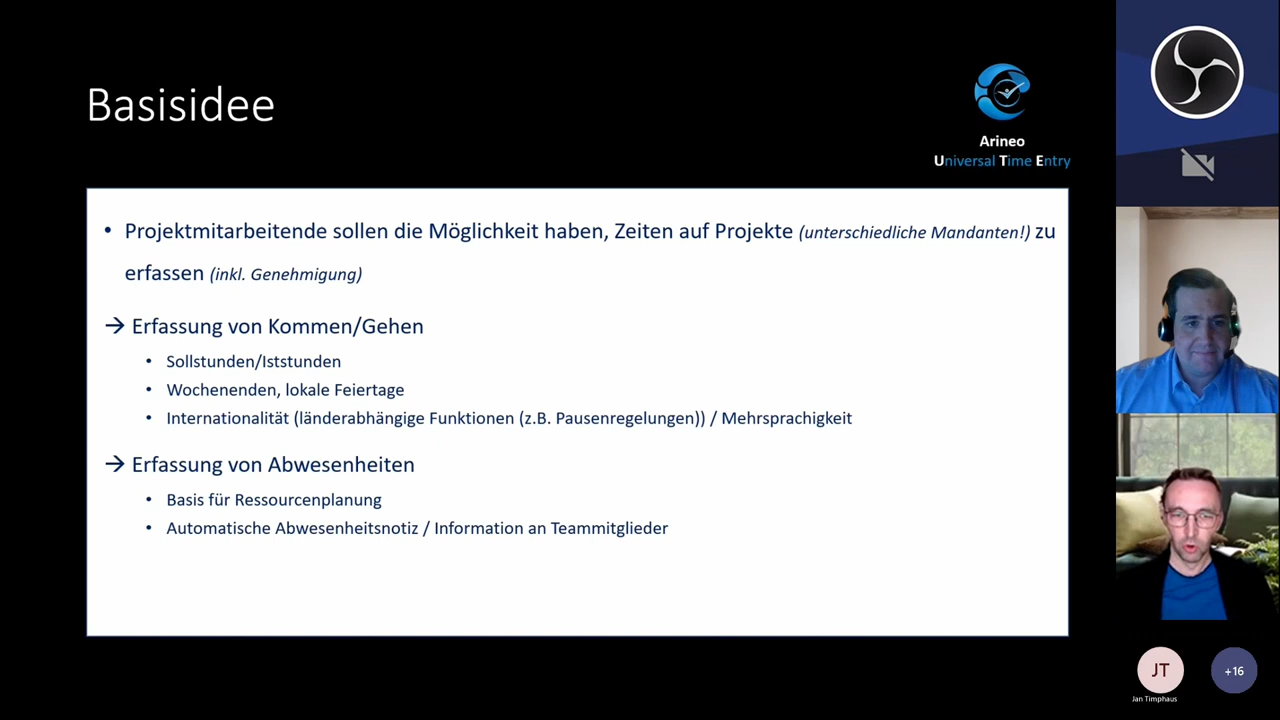 Basisidee
Arineo
Universal Time Entry
• Projektmitarbeitende sollen die Möglichkeit haben, Zeiten auf Projekte (unterschiedliche Mandanten!) zu
erfassen (inkl. Genehmigung)
→ Erfassung von Kommen/Gehen
• Sollstunden/Iststunden
• Wochenenden, lokale Feiertage
• Internationalität (länderabhängige Funktionen (z.B. Pausenregelungen)) / Mehrsprachigkeit
→ Erfassung von Abwesenheiten
• Basis für Ressourcenplanung
• Automatische Abwesenheitsnotiz / Information an Teammitglieder
JT
+16
Jan Timphaus